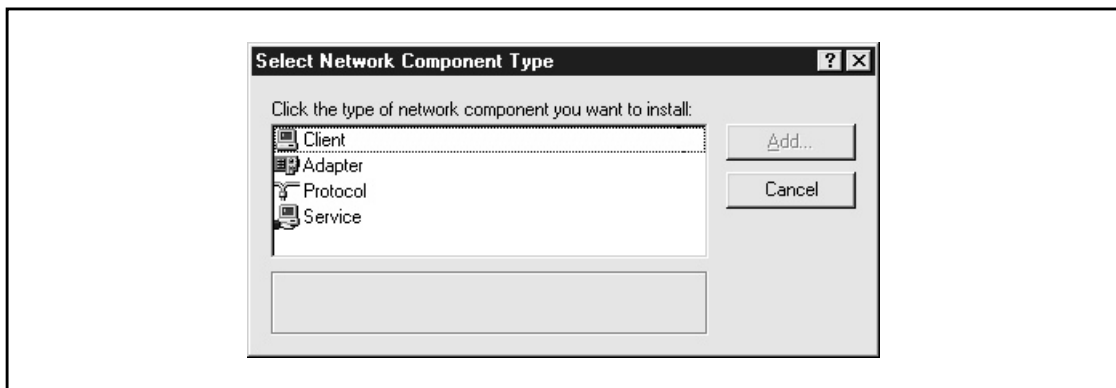 Select Network Component Type
Click the type of network component you want to install:
Client
Adapter
Protocol
Service
Add...
Cancel